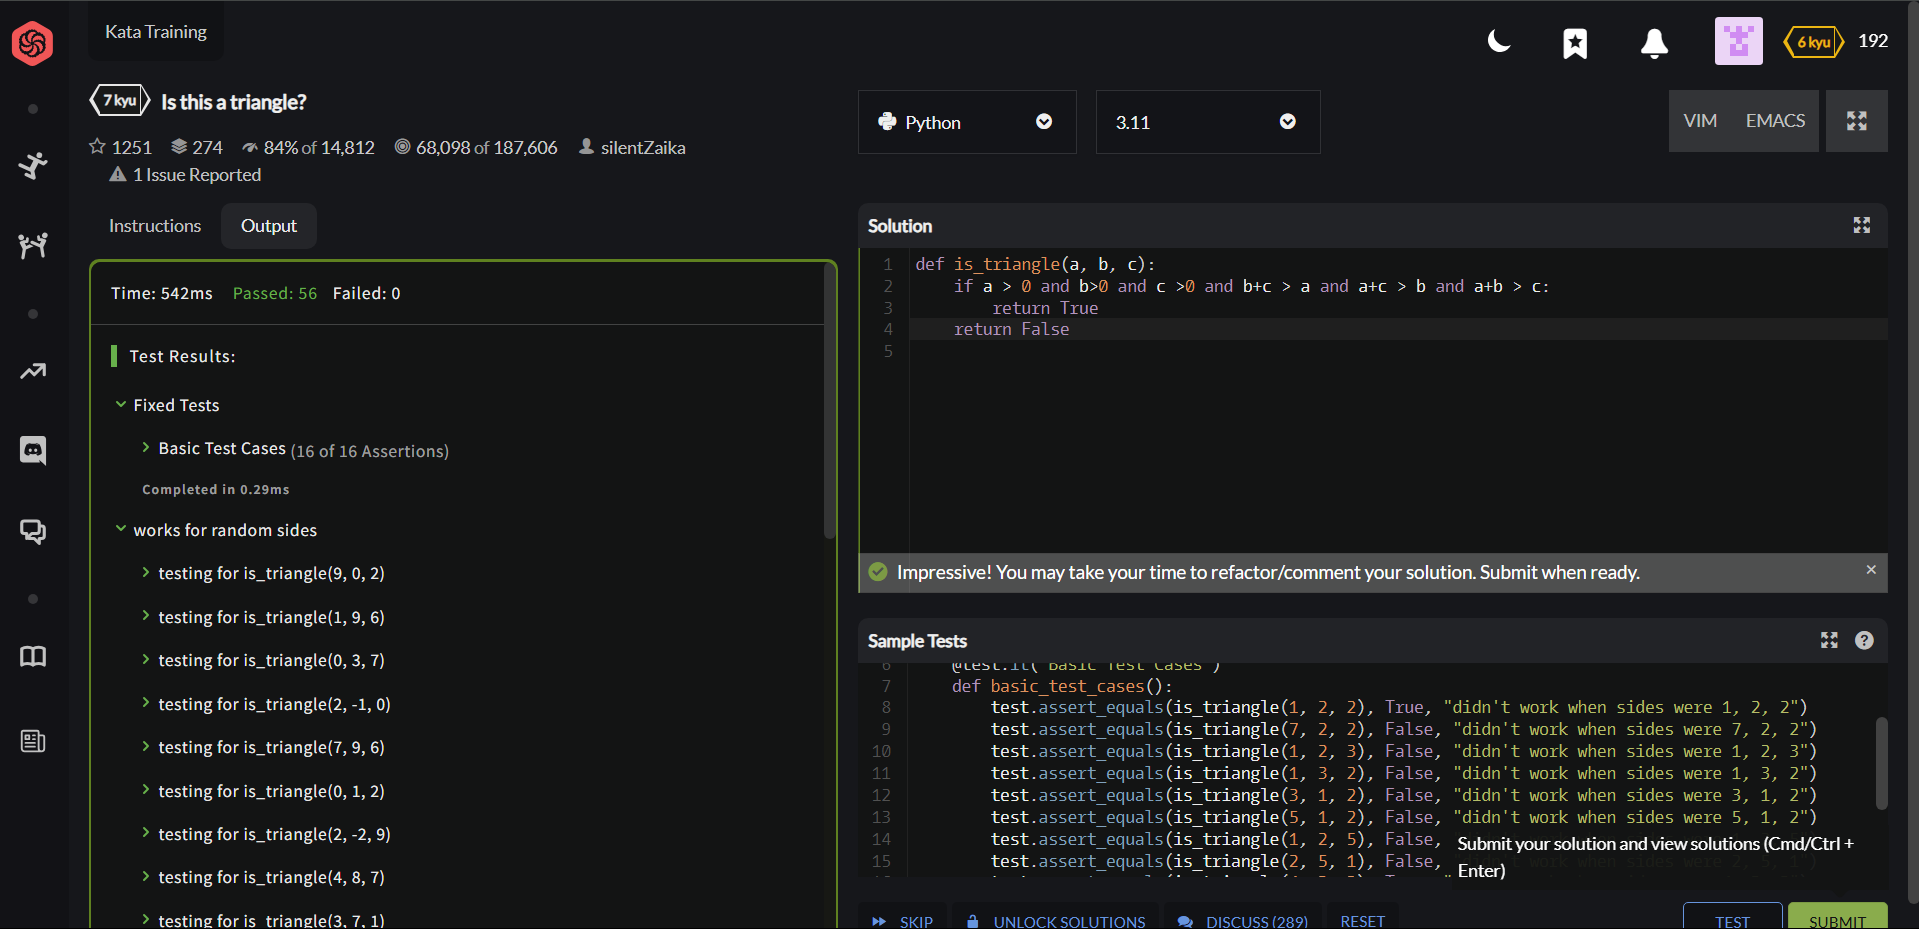 Kata Training
6 kyu 192
7 kyu Is this a triangle?
1251 274 84% of 14,812 68,098 of 187,606 silentZaika
1 Issue Reported
Instructions Output
Time: 542ms Passed: 56 Failed: 0
Test Results:
Fixed Tests
Basic Test Cases (16 of 16 Assertions)
Completed in 0.29ms
works for random sides
testing for is_triangle(9, 0, 2)
testing for is_triangle(1, 9, 6)
testing for is_triangle(0, 3, 7)
testing for is_triangle(2, -1, 0)
testing for is_triangle(7, 9, 6)
testing for is_triangle(0, 1, 2)
testing for is_triangle(2, -2, 9)
testing for is_triangle(4, 8, 7)
testing for is_triangle(3, 7, 1)
Python 3.11 VIM EMACS
Solution
1 def is_triangle(a, b, c):
2 if a > 0 and b>0 and c >0 and b+c > a and a+c > b and a+b > c:
3 return True
4 return False
5
Impressive! You may take your time to refactor/comment your solution. Submit when ready.
Sample Tests
6 @test.it("Basic Test Cases")
7 def basic_test_cases():
8 test.assert_equals(is_triangle(1, 2, 2), True, "didn't work when sides were 1, 2, 2")
9 test.assert_equals(is_triangle(7, 2, 2), False, "didn't work when sides were 7, 2, 2")
10 test.assert_equals(is_triangle(1, 2, 3), False, "didn't work when sides were 1, 2, 3")
11 test.assert_equals(is_triangle(1, 3, 2), False, "didn't work when sides were 1, 3, 2")
12 test.assert_equals(is_triangle(3, 1, 2), False, "didn't work when sides were 3, 1, 2")
13 test.assert_equals(is_triangle(5, 1, 2), False, "didn't work when sides were 5, 1, 2")
14 test.assert_equals(is_triangle(1, 2, 5), False,
15 test.assert_equals(is_triangle(2, 5, 1), False,
Submit your solution and view solutions (Cmd/Ctrl +
Enter)
SKIP UNLOCK SOLUTIONS DISCUSS (289) RESET TEST SUBMIT